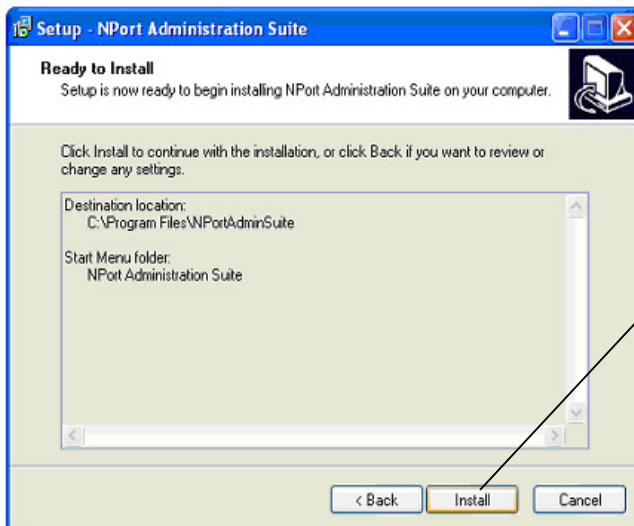 Setup - NPort Administration Suite
Ready to Install
Setup is now ready to begin installing NPort Administration Suite on your computer.
Click Install to continue with the installation, or click Back if you want to review or
change any settings.
Destination location:
C:\Program Files\NPortAdminSuite
Start Menu folder:
NPort Administration Suite
< Back
Install
Cancel